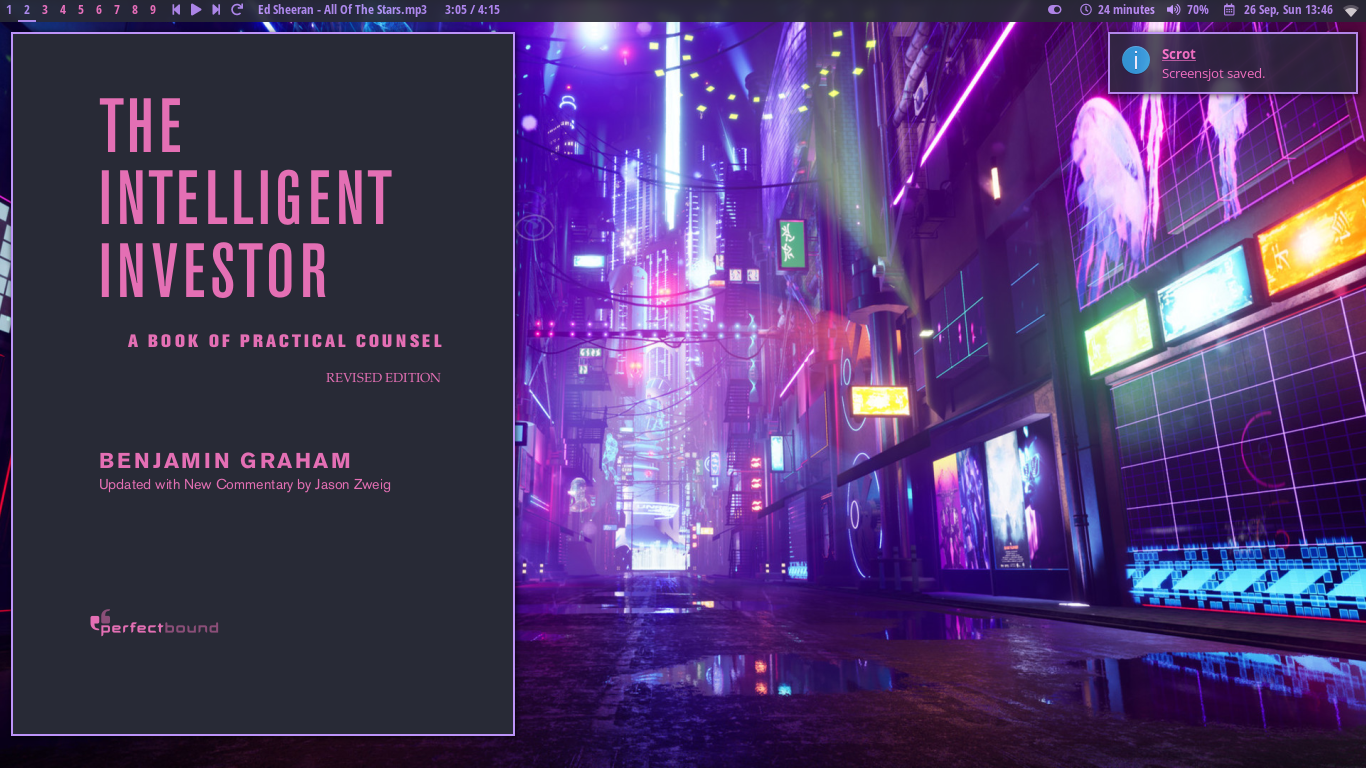 1 2 3 4 5 6 7 8 9 Ed Sheeran - All Of The Stars.mp3 3:05 / 4:15 24 minutes 70% 26 Sep, Sun 13:46
Scrot
Screensjot saved.
THE
INTELLIGENT
INVESTOR
A BOOK OF PRACTICAL COUNSEL
REVISED EDITION
BENJAMIN GRAHAM
Updated with New Commentary by Jason Zweig
perfectbound